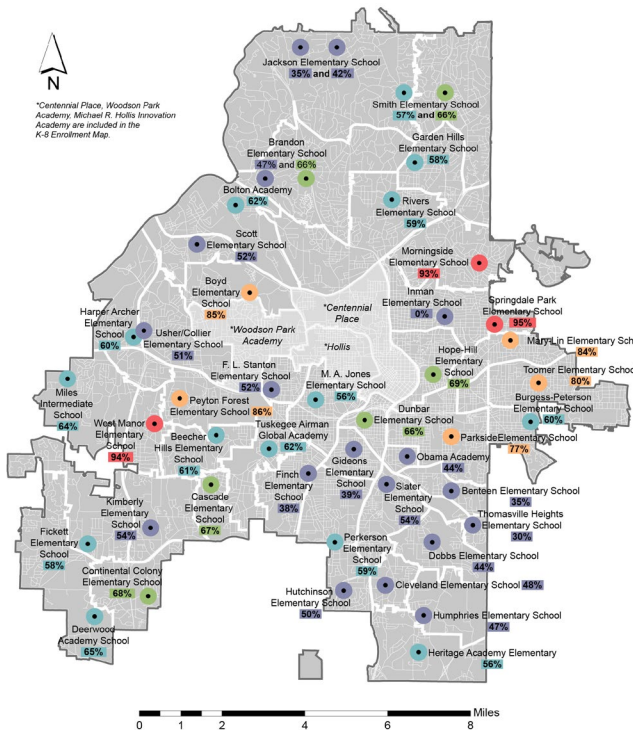 Jackson Elementary School
35% and 42%
N
*Centennial Place, Woodson Park
Academy, Michael R. Hollis Innovation
Academy are included in the
K-8 Enrollment Map.
Smith Elementary School
57% and 66%
Garden Hills
Elementary School
58%
Brandon
Elementary School
47% and 66%
Bolton Academy
62%
Rivers
Elementary School
59%
Scott
Elementary School
52%
Morningside
Elementary School
93%
Boyd
Elementary
School
85%
Inman
Elementary School
0%
Springdale Park
Elementary School
95%
*Centennial
Place
Harper Archer
Elementary
School
60%
Usher/Collier
Elementary School
51%
*Woodson Park
Academy
*Hollis
Mary Lin Elementary Sch
84%
Hope-Hill
Elementary
School
69%
F. L. Stanton
Elementary School
52%
M. A. Jones
Elementary School
56%
Toomer Elementary School
80%
Miles
Intermediate
School
64%
Peyton Forest
Elementary School 86%
Burgess-Peterson
Elementary School
60%
West Manor
Elementary
School
94%
Beecher
Hills Elementary
School
61%
Tuskegee Airman
Global Academy
62%
Dunbar
Elementary School
66%
Parkside Elementary School
77%
Gideons
Elementary
School
39%
Obama Academy
44%
Finch
Elementary
School
38%
Slater
Elementary
School
54%
Benteen Elementary School
35%
Cascade
Elementary
School
67%
Kimberly
Elementary
School
54%
Thomasville Heights
Elementary School
30%
Fickett
Elementary
School
58%
Perkerson
Elementary
School
59%
Dobbs Elementary School
44%
Continental Colony
Elementary School
68%
Hutchinson
Elementary School
50%
Cleveland Elementary School 48%
Humphries Elementary School
47%
Deerwood
Academy School
65%
Heritage Academy Elementary
56%
Miles
0 1 2 4 6 8